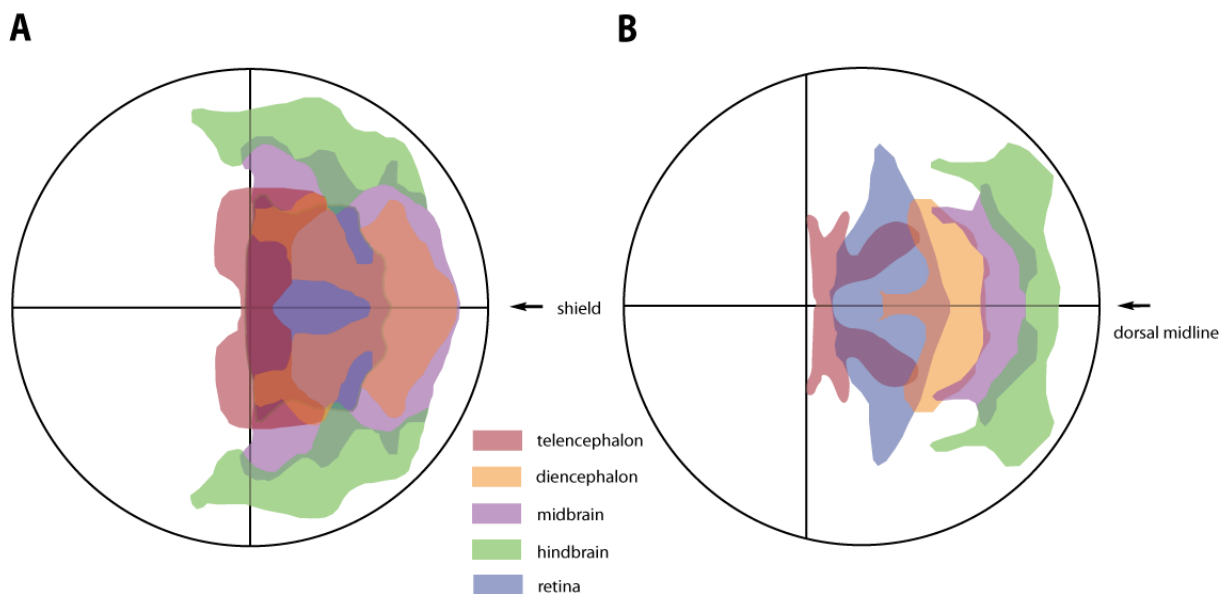 A
B
shield
dorsal midline
telencephalon
diencephalon
midbrain
hindbrain
retina